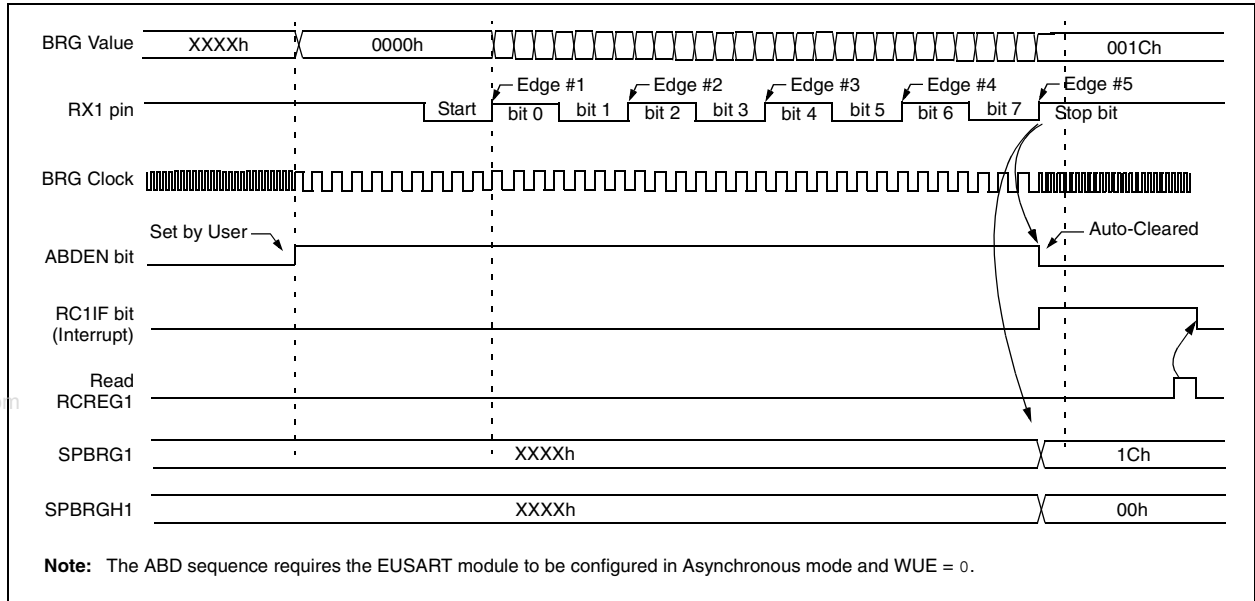 BRG Value XXXXh 0000h 001Ch
Edge #1 Edge #2 Edge #3 Edge #4 Edge #5
RX1 pin Start bit 0 bit 1 bit 2 bit 3 bit 4 bit 5 bit 6 bit 7 Stop bit
BRG Clock
Set by User Auto-Cleared
ABDEN bit
RC1IF bit
(Interrupt)
Read
RCREG1
om
SPBRG1 XXXXh 1Ch
SPBRGH1 XXXXh 00h
Note: The ABD sequence requires the EUSART module to be configured in Asynchronous mode and WUE = 0.